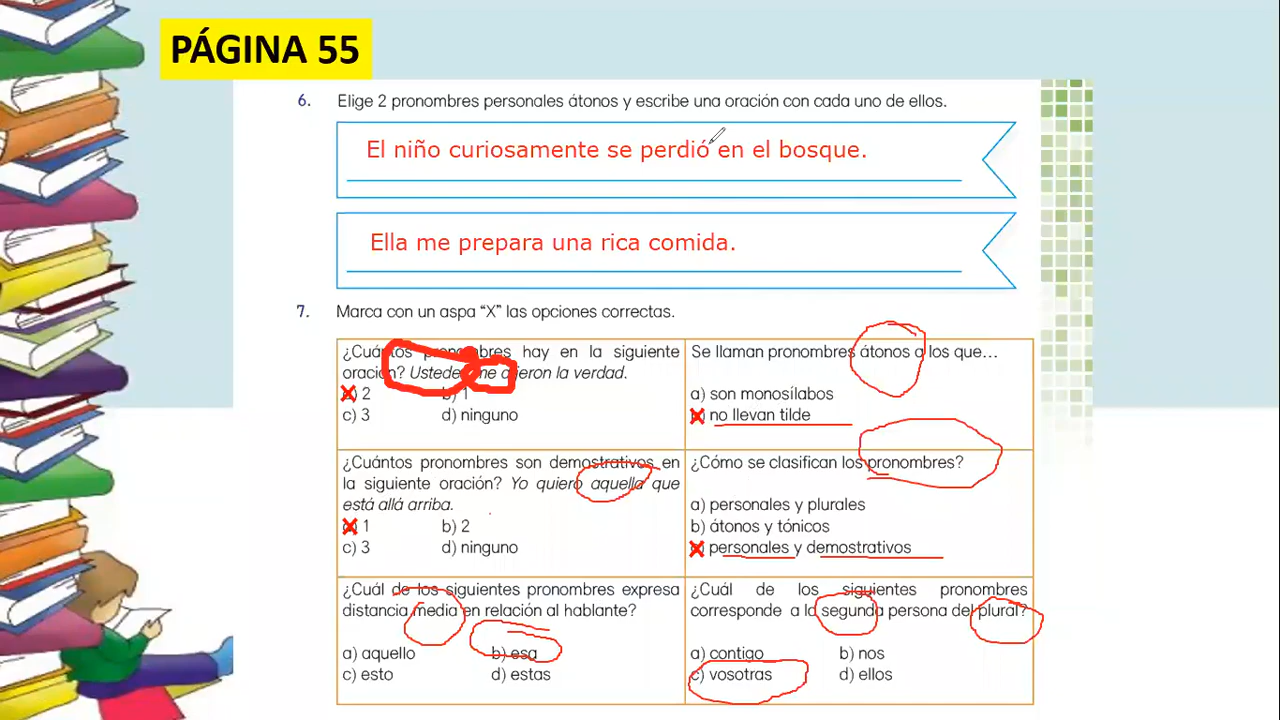 PÁGINA 55
6. Elige 2 pronombres personales átonos y escribe una oración con cada uno de ellos.
El niño curiosamente se perdió en el bosque.
Ella me prepara una rica comida.
7. Marca con un aspa “X” las opciones correctas.
¿Cuántos pronombres hay en la siguiente
oración? Ustedes me dijeron la verdad.
a) 2 b) 1
c) 3 d) ninguno
Se llaman pronombres átonos a los que…
a) son monosílabos
b) no llevan tilde
¿Cuántos pronombres son demostrativos en
la siguiente oración? Yo quiero aquella que
está allá arriba.
a) 1 b) 2
c) 3 d) ninguno
¿Cómo se clasifican los pronombres?
a) personales y plurales
b) átonos y tónicos
c) personales y demostrativos
¿Cuál de los siguientes pronombres expresa
distancia media en relación al hablante?
a) aquello b) esa
c) esto d) estas
¿Cuál de los siguientes pronombres
corresponde a la segunda persona del plural?
a) contigo b) nos
c) vosotras d) ellos